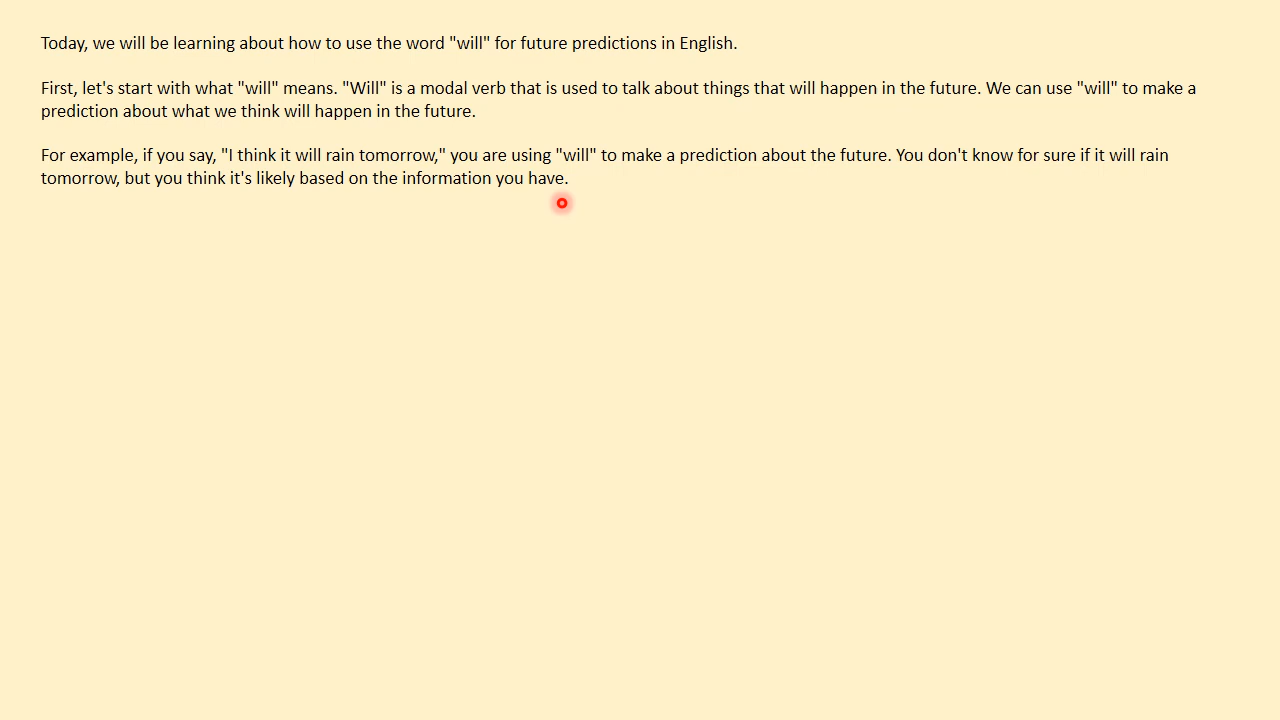 Today, we will be learning about how to use the word "will" for future predictions in English.
First, let's start with what "will" means. "Will" is a modal verb that is used to talk about things that will happen in the future. We can use "will" to make a
prediction about what we think will happen in the future.
For example, if you say, "I think it will rain tomorrow," you are using "will" to make a prediction about the future. You don't know for sure if it will rain
tomorrow, but you think it's likely based on the information you have.